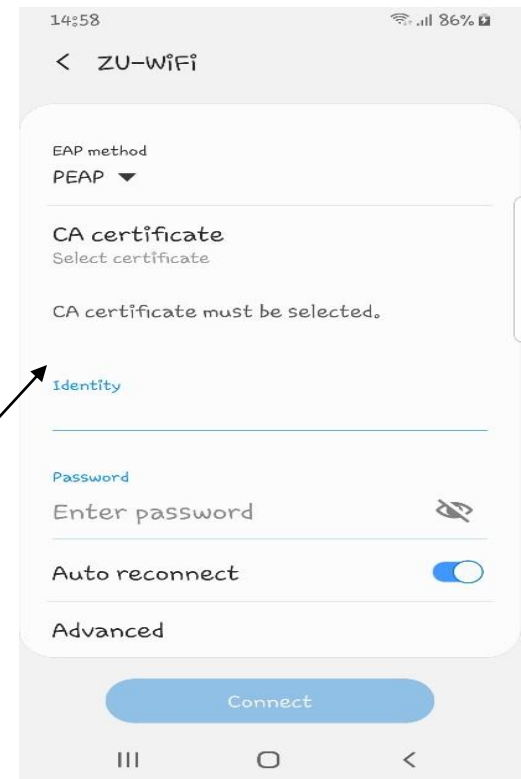 14:58 86%
ZU-WiFi
EAP method
PEAP
CA certificate
Select certificate
CA certificate must be selected.
Identity
Password
Enter password
Auto reconnect
Advanced
Connect